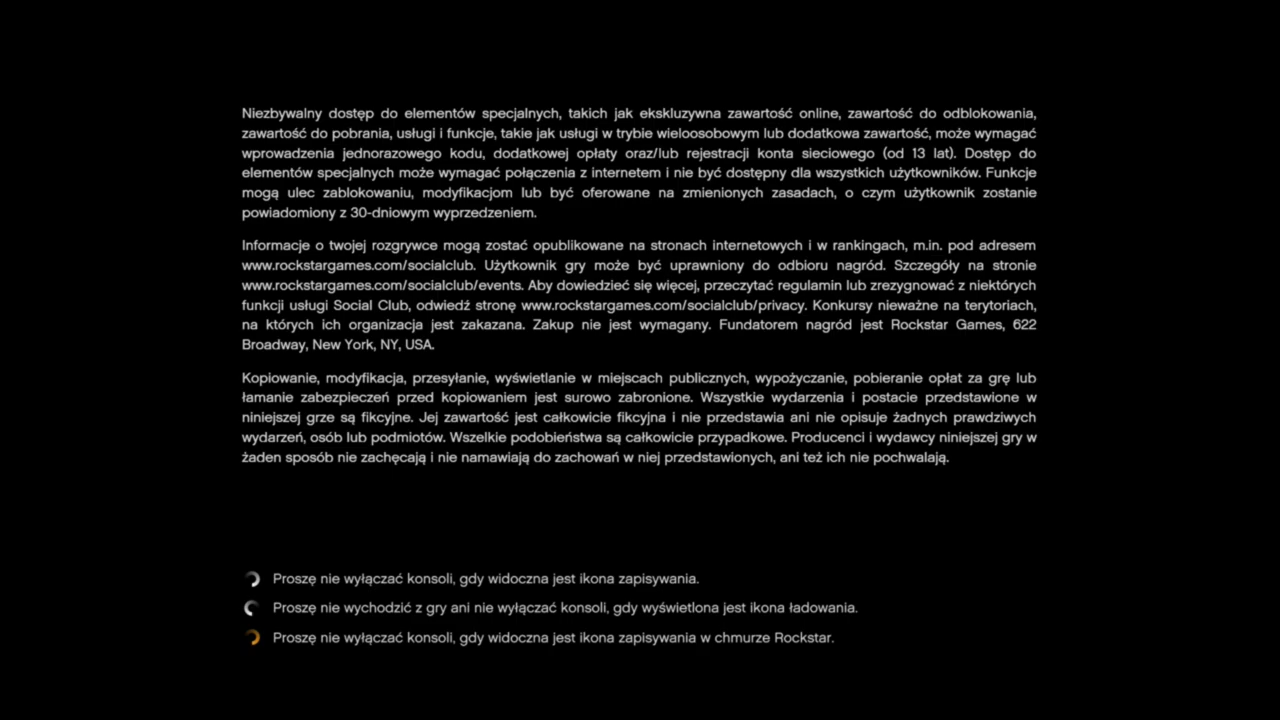 Niezbywalny dostęp do elementów specjalnych, takich jak ekskluzywna zawartość online, zawartość do odblokowania,
zawartość do pobrania, usługi i funkcje, takie jak usługi w trybie wieloosobowym lub dodatkowa zawartość, może wymagać
wprowadzenia jednorazowego kodu, dodatkowej opłaty oraz/lub rejestracji konta sieciowego (od 13 lat). Dostęp do
elementów specjalnych może wymagać połączenia z internetem i nie być dostępny dla wszystkich użytkowników. Funkcje
mogą ulec zablokowaniu, modyfikacjom lub być oferowane na zmienionych zasadach, o czym użytkownik zostanie
powiadomiony z 30-dniowym wyprzedzeniem.
Informacje o twojej rozgrywce mogą zostać opublikowane na stronach internetowych i w rankingach, m.in. pod adresem
www.rockstargames.com/socialclub. Użytkownik gry może być uprawniony do odbioru nagród. Szczegóły na stronie
www.rockstargames.com/socialclub/events. Aby dowiedzieć się więcej, przeczytać regulamin lub zrezygnować z niektórych
funkcji usługi Social Club, odwiedź stronę www.rockstargames.com/socialclub/privacy. Konkursy nieważne na terytoriach,
na których ich organizacja jest zakazana. Zakup nie jest wymagany. Fundatorem nagród jest Rockstar Games, 622
Broadway, New York, NY, USA.
Kopiowanie, modyfikacja, przesyłanie, wyświetlanie w miejscach publicznych, wypożyczanie, pobieranie opłat za grę lub
łamanie zabezpieczeń przed kopiowaniem jest surowo zabronione. Wszystkie wydarzenia i postacie przedstawione w
niniejszej grze są fikcyjne. Jej zawartość jest całkowicie fikcyjna i nie przedstawia ani nie opisuje żadnych prawdziwych
wydarzeń, osób lub podmiotów. Wszelkie podobieństwa są całkowicie przypadkowe. Producenci i wydawcy niniejszej gry w
żaden sposób nie zachęcają i nie namawiają do zachowań w niej przedstawionych, ani też ich nie pochwalają.
Proszę nie wyłączać konsoli, gdy widoczna jest ikona zapisywania.
Proszę nie wychodzić z gry ani nie wyłączać konsoli, gdy wyświetlona jest ikona ładowania.
Proszę nie wyłączać konsoli, gdy widoczna jest ikona zapisywania w chmurze Rockstar.